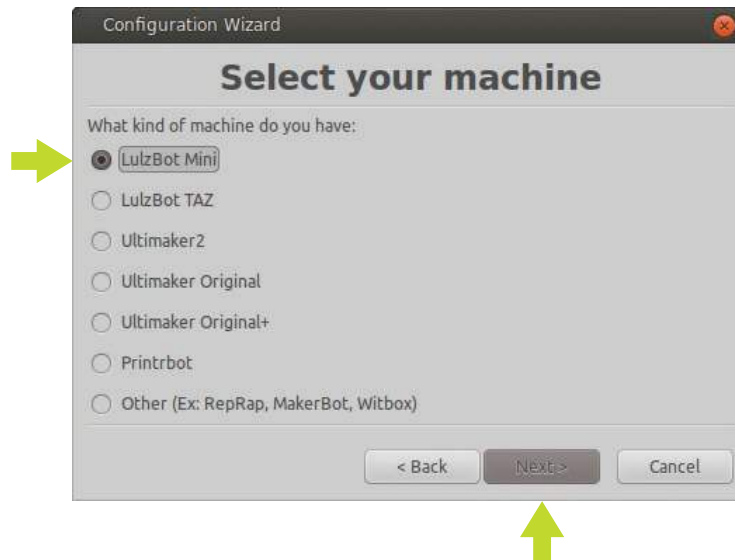 Configuration Wizard
Select your machine
What kind of machine do you have:
LulzBot Mini
LulzBot TAZ
Ultimaker2
Ultimaker Original
Ultimaker Original+
Printrbot
Other (Ex: RepRap, MakerBot, Witbox)
< Back Next > Cancel